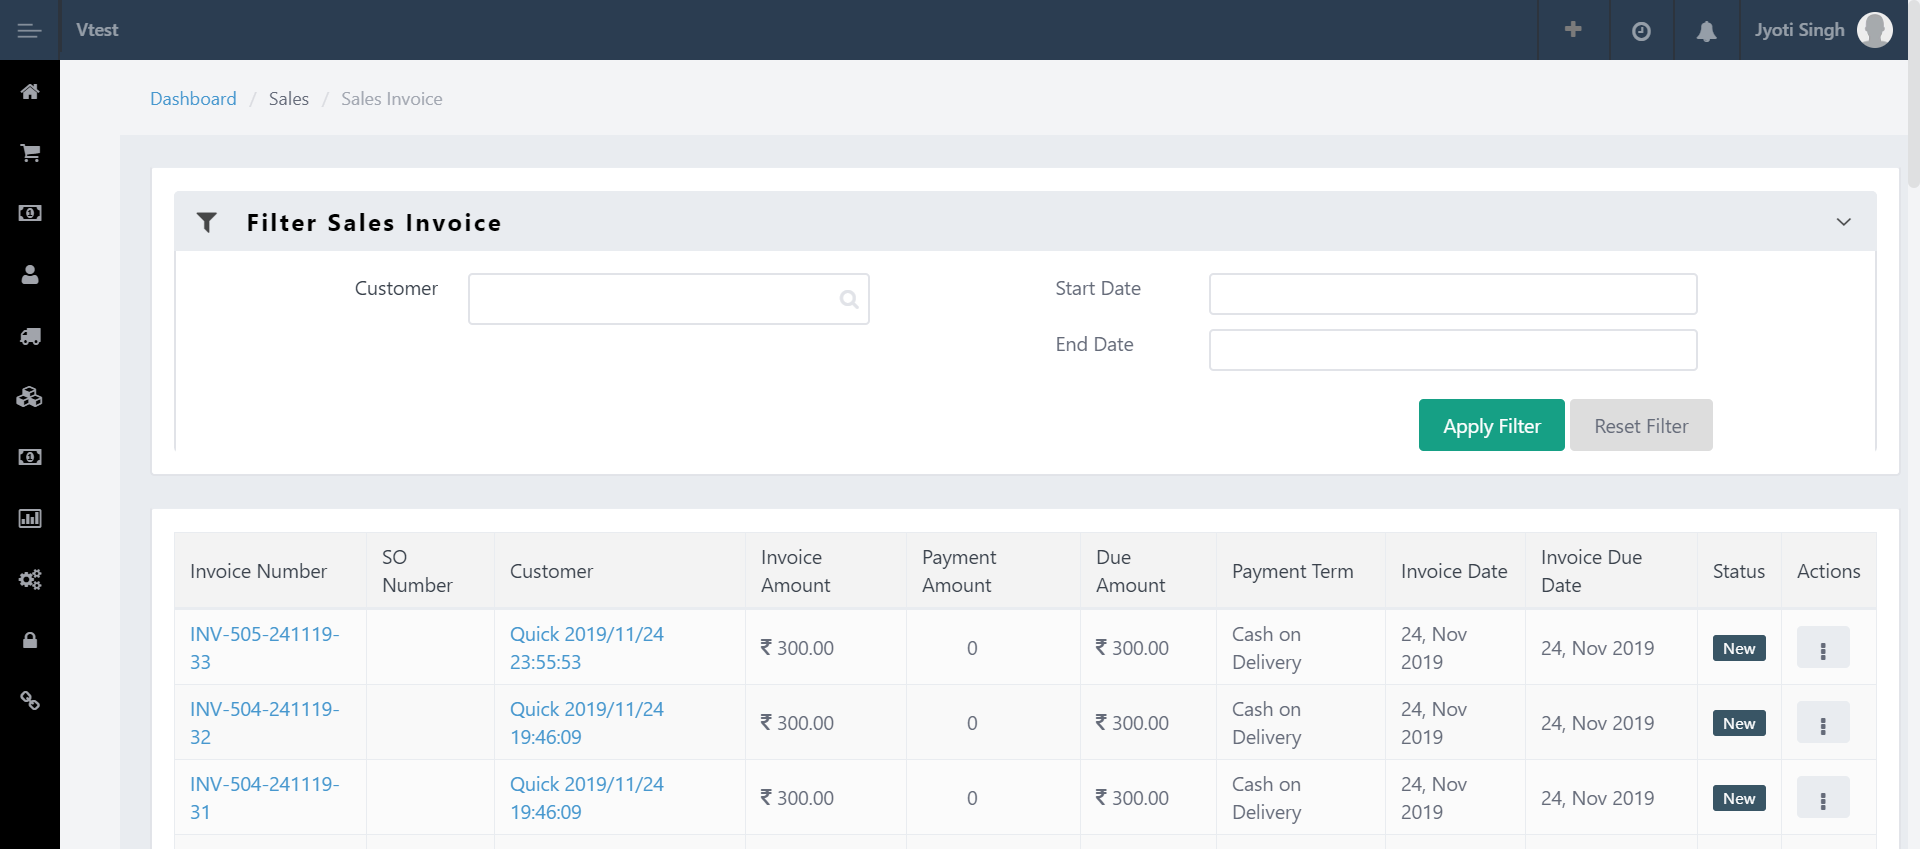 Vtest
Jyoti Singh
Dashboard / Sales / Sales Invoice
Filter Sales Invoice
Customer
Start Date
End Date
Apply Filter
Reset Filter
Invoice Number
SO
Number
Customer
Invoice
Amount
Payment
Amount
Due
Amount
Payment Term
Invoice Date
Invoice Due
Date
Status
Actions
INV-505-241119-
33
Quick 2019/11/24
23:55:53
₹ 300.00
0
₹ 300.00
Cash on
Delivery
24, Nov
2019
24, Nov 2019
New
INV-504-241119-
32
Quick 2019/11/24
19:46:09
₹ 300.00
0
₹ 300.00
Cash on
Delivery
24, Nov
2019
24, Nov 2019
New
INV-504-241119-
31
Quick 2019/11/24
19:46:09
₹ 300.00
0
₹ 300.00
Cash on
Delivery
24, Nov
2019
24, Nov 2019
New